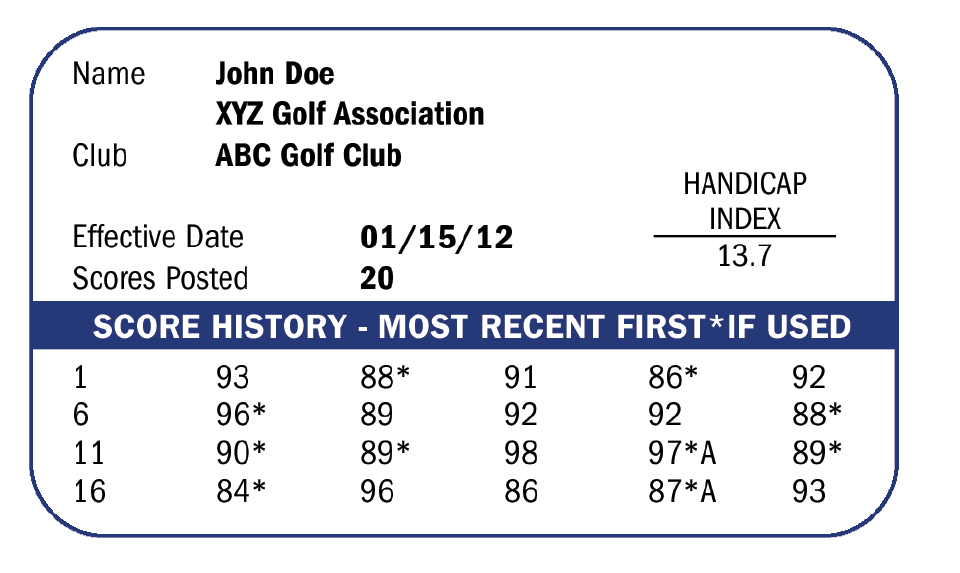 Name John Doe
XYZ Golf Association
Club ABC Golf Club
HANDICAP
INDEX
Effective Date 01/15/12
13.7
Scores Posted 20
SCORE HISTORY - MOST RECENT FIRST*IF USED
1 93 88* 91 86* 92
6 96* 89 92 92 88*
11 90* 89* 98 97*A 89*
16 84* 96 86 87*A 93